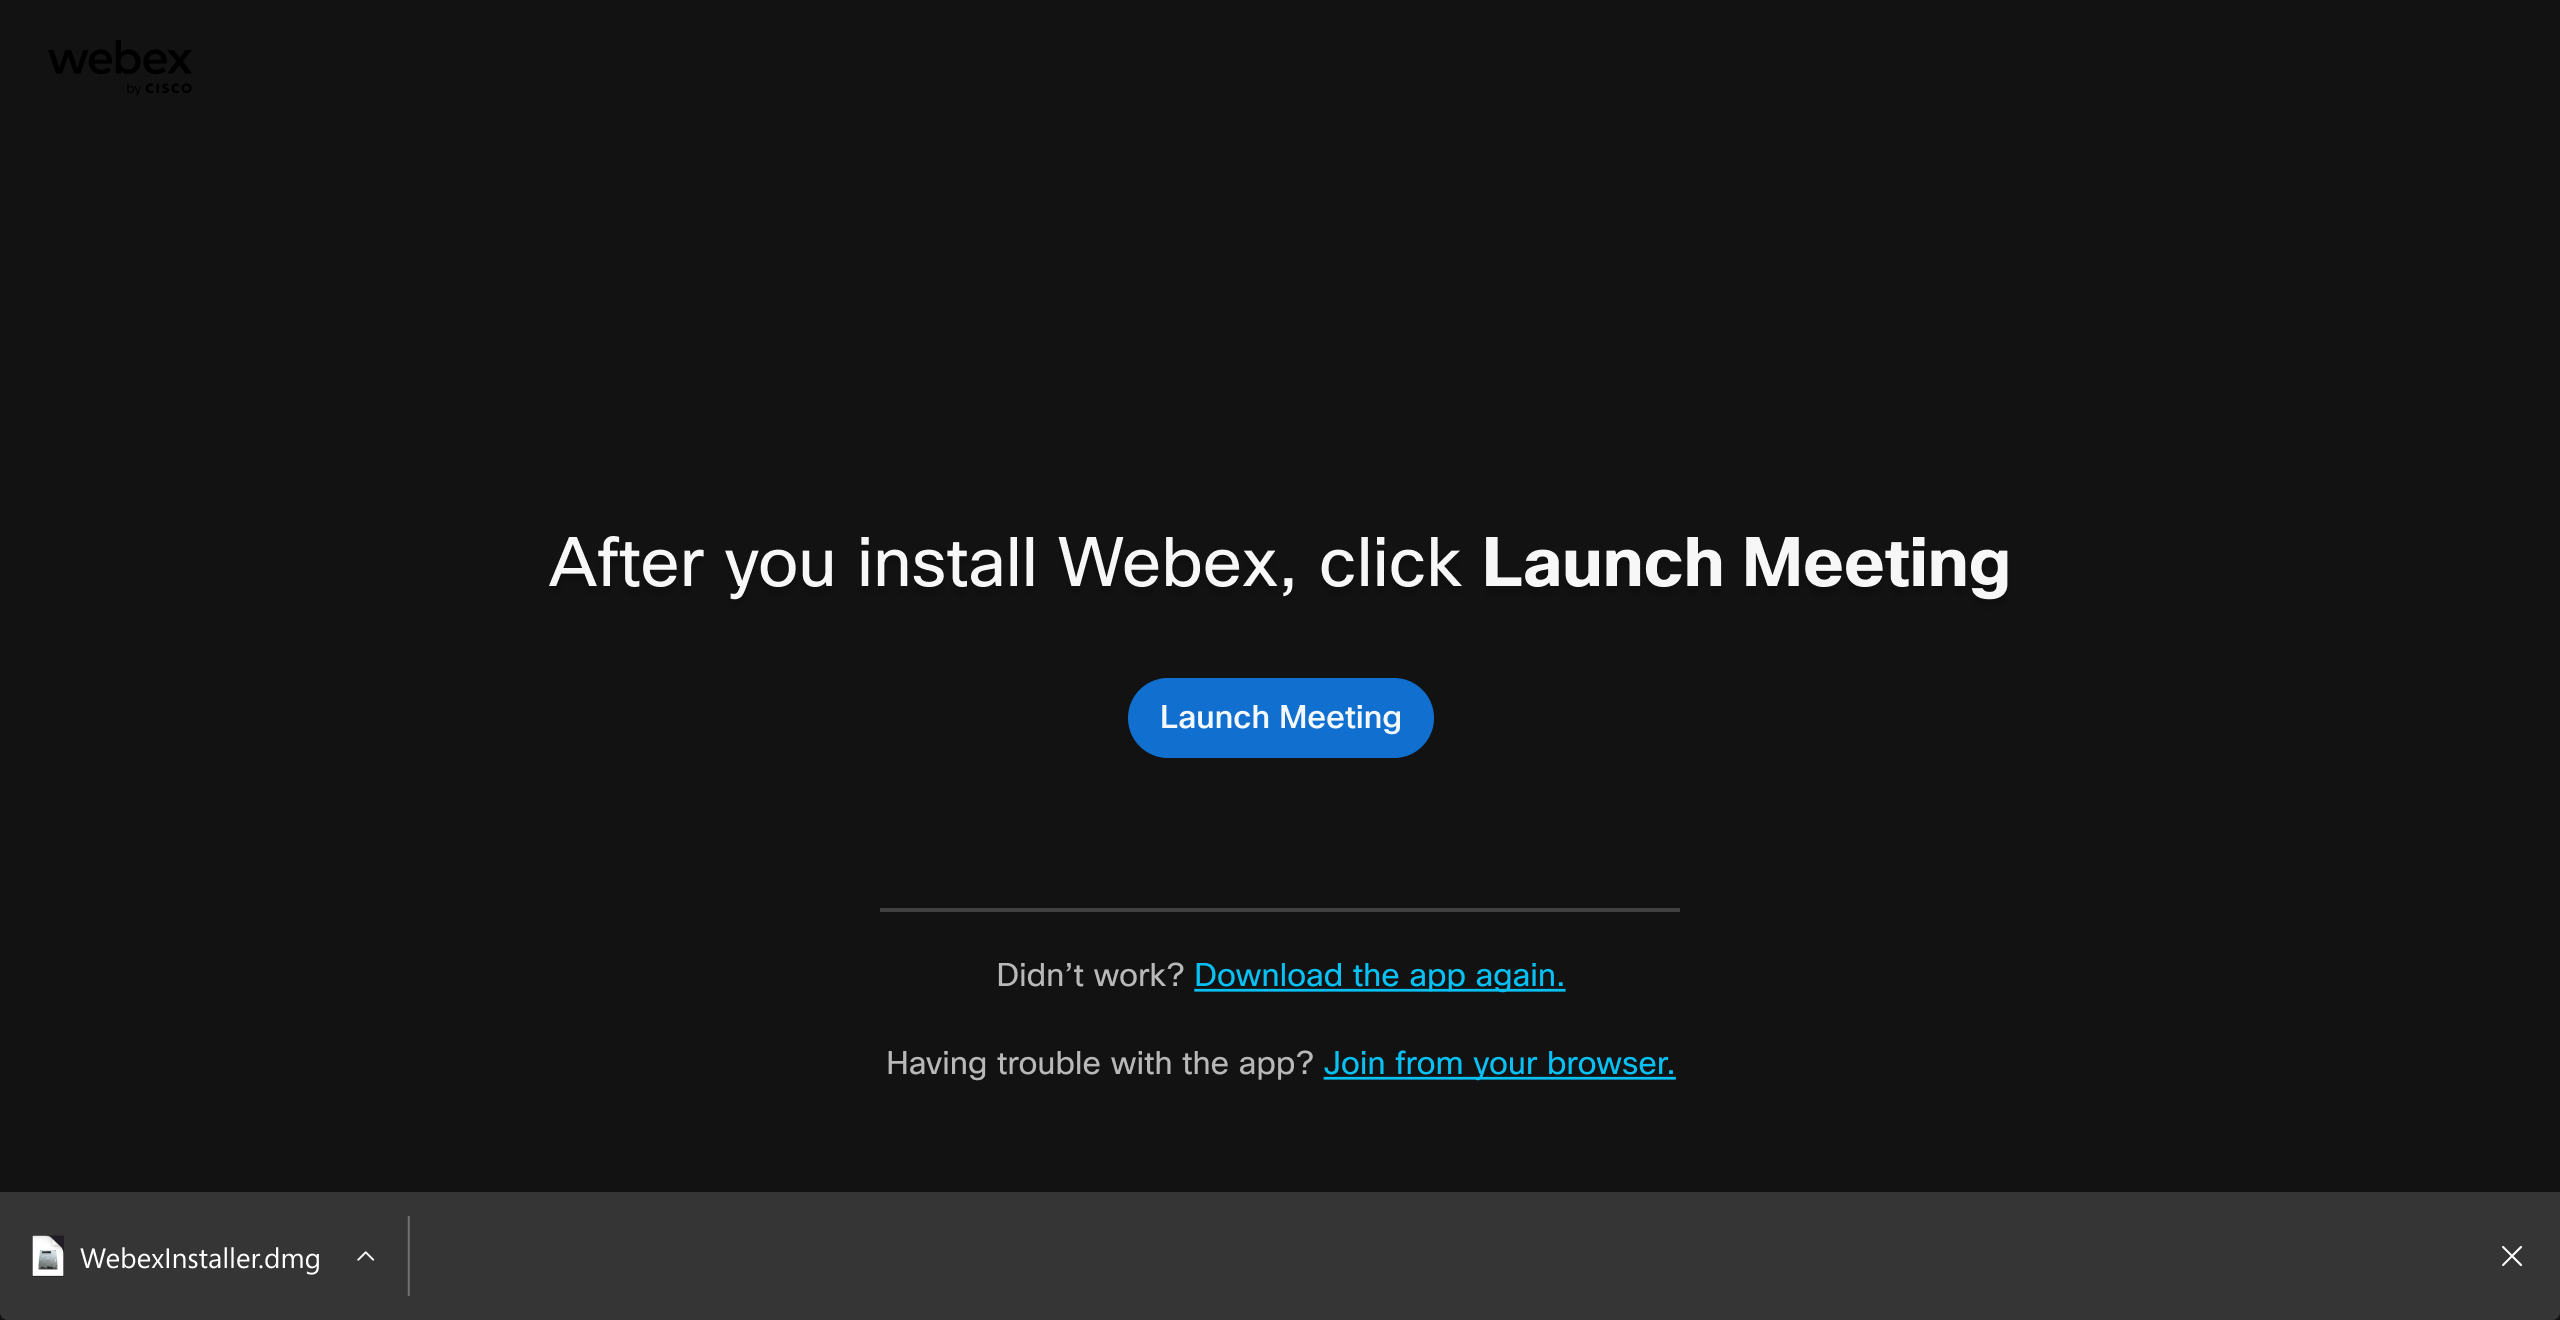 webex
by CISCO
After you install Webex, click Launch Meeting
Launch Meeting
Didn’t work? Download the app again.
Having trouble with the app? Join from your browser.
WebexInstaller.dmg